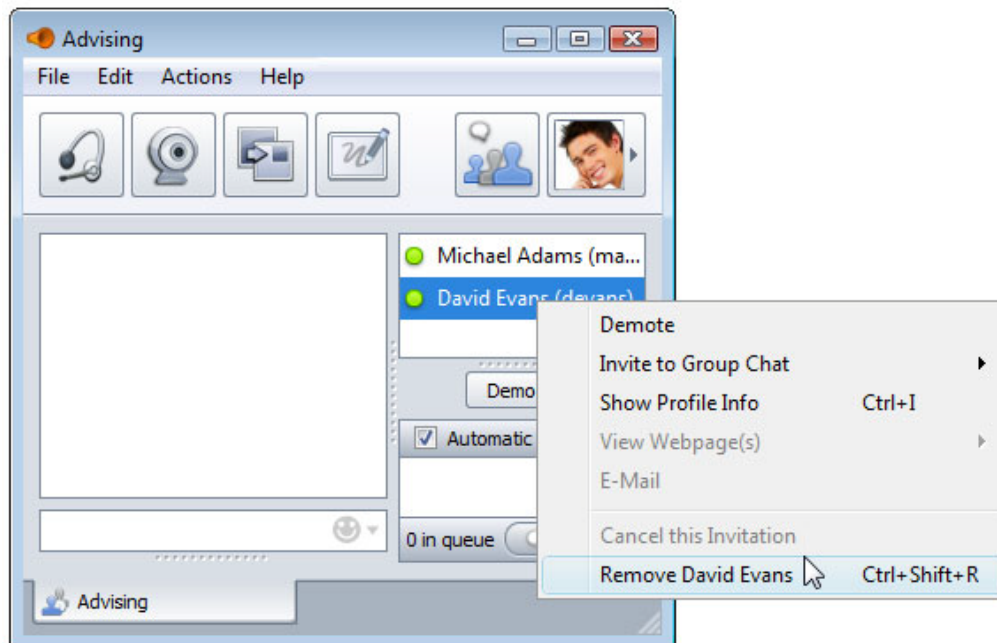 Advising
File Edit Actions Help
Michael Adams (ma...
David Evans (devans)
Demote
Invite to Group Chat
Show Profile Info Ctrl+I
View Webpage(s)
E-Mail
Cancel this Invitation
Remove David Evans Ctrl+Shift+R
Demo
Automatic
0 in queue
Advising